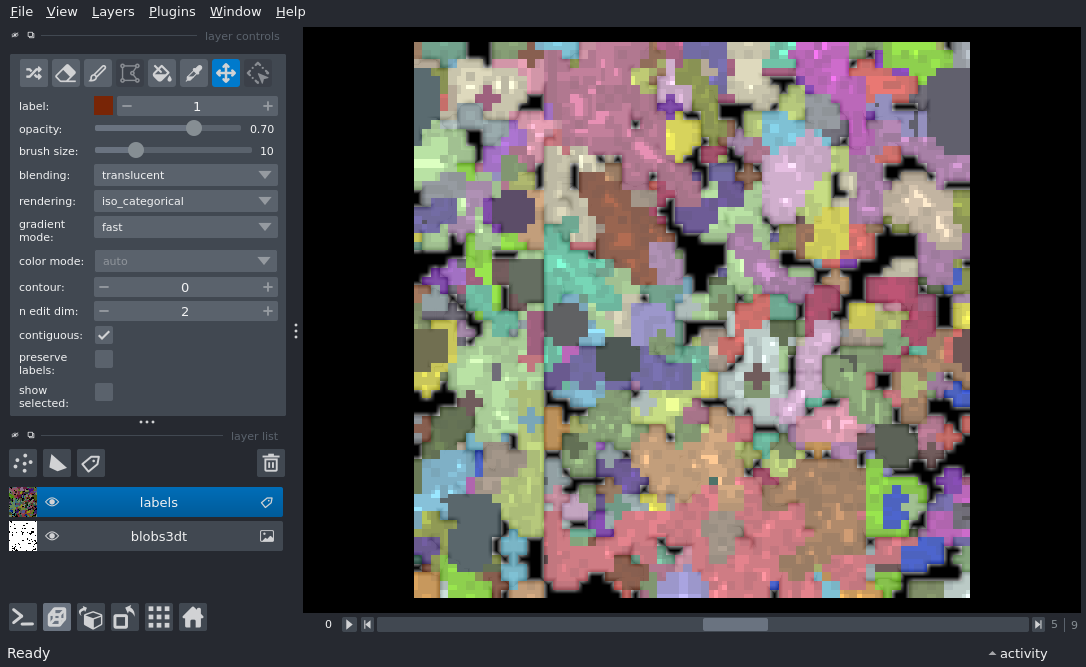 File View Layers Plugins Window Help
layer controls
label: 1
opacity: 0.70
brush size: 10
blending: translucent
rendering: iso_categorical
gradient
mode: fast
color mode: auto
contour: 0
n edit dim: 2
contiguous:
preserve
labels:
show
selected:
layer list
labels
blobs3dt
0 5 | 9
Ready activity